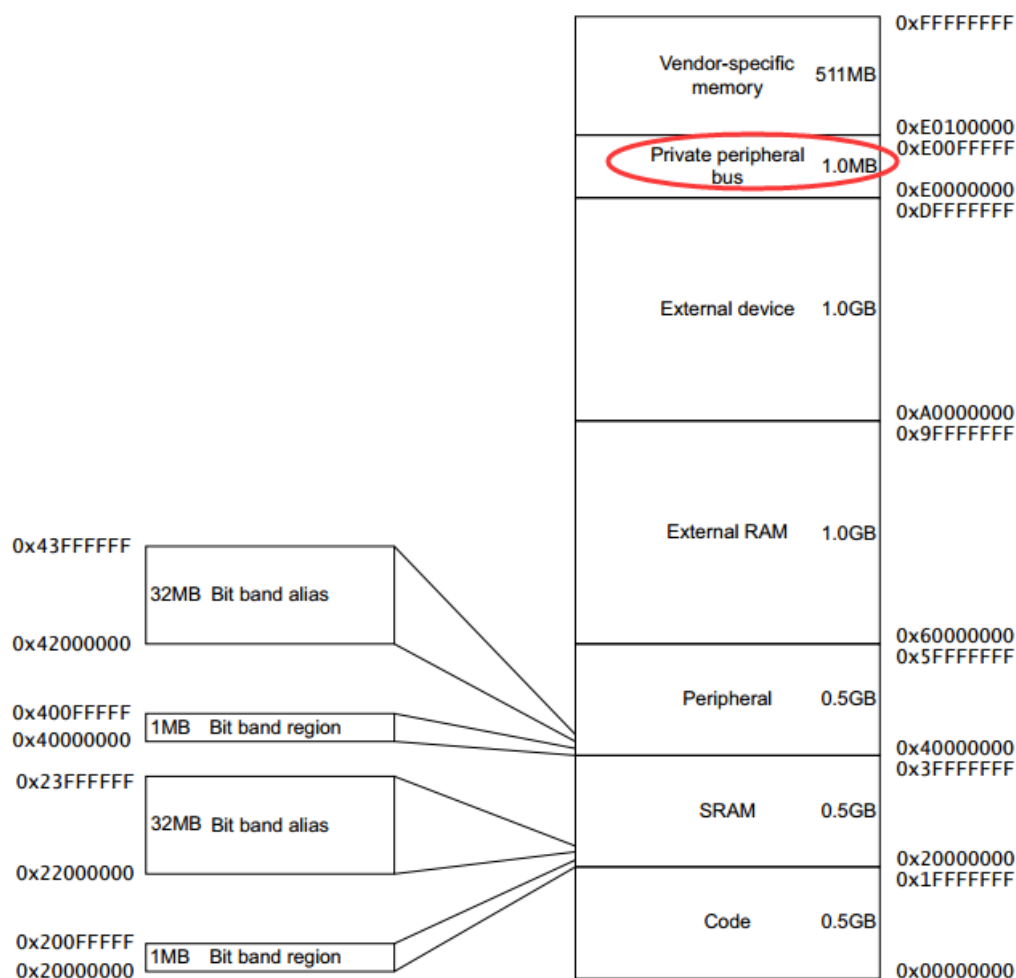 0xFFFFFFFF
Vendor-specific
memory
511MB
0xE0100000
0xE00FFFFF
Private peripheral
bus
1.0MB
0xE0000000
0xDFFFFFFF
External device 1.0GB
0xA0000000
0x9FFFFFFF
External RAM 1.0GB
0x60000000
0x5FFFFFFF
Peripheral 0.5GB
0x40000000
0x3FFFFFFF
SRAM 0.5GB
0x20000000
0x1FFFFFFF
Code 0.5GB
0x00000000
0x43FFFFFF
32MB Bit band alias
0x42000000
0x400FFFFF
1MB Bit band region
0x40000000
0x23FFFFFF
32MB Bit band alias
0x22000000
0x200FFFFF
1MB Bit band region
0x20000000